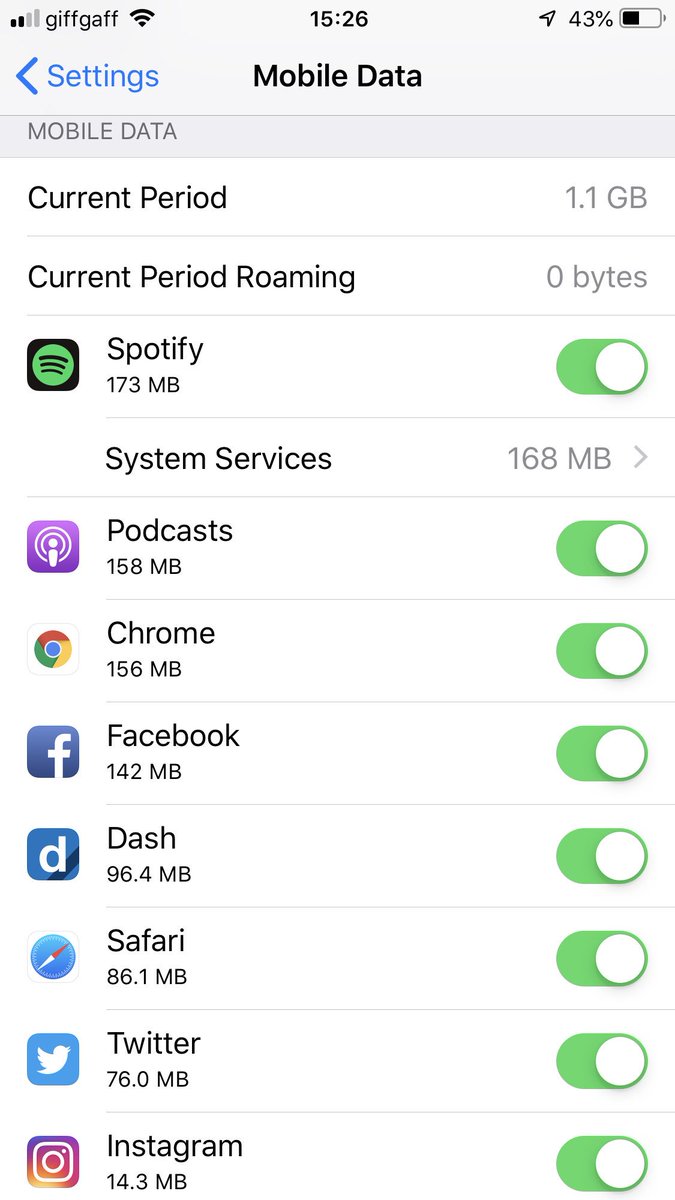 giffgaff 15:26 43%
Settings Mobile Data
MOBILE DATA
Current Period 1.1 GB
Current Period Roaming 0 bytes
Spotify
173 MB
System Services 168 MB
Podcasts
158 MB
Chrome
156 MB
f
Facebook
142 MB
d
Dash
96.4 MB
Safari
86.1 MB
Twitter
76.0 MB
Instagram
14.3 MB